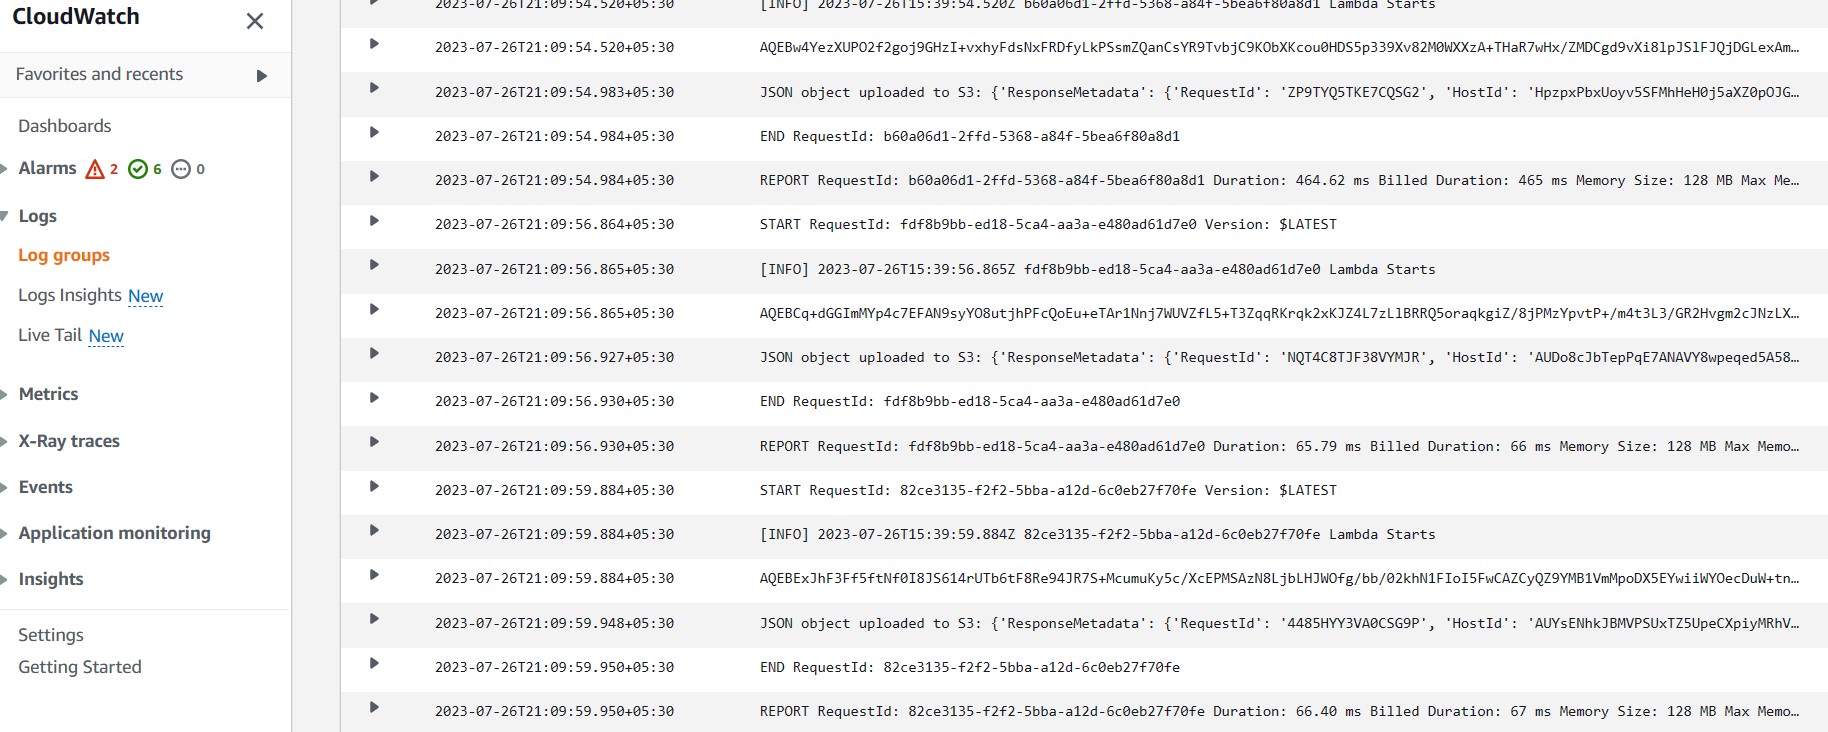 CloudWatch
Favorites and recents
Dashboards
Alarms 2 6 0
Logs
Log groups
Logs Insights New
Live Tail New
Metrics
X-Ray traces
Events
Application monitoring
Insights
Settings
Getting Started
2023-07-26T21:09:54.520+05:30 [INFO] 2023-07-26T15:39:54.520Z b60a06d1-2ffd-5368-a84f-5bea6f80a8d1 Lambda Starts
2023-07-26T21:09:54.520+05:30 AQEBw4YezXUPO2f2goj9GHzI+vxhyFdsNxFRDfyLkPSsmZQanCsYR9TvbjC9KObXKcou0HDS5p339Xv82M0WXXzA+THaR7wHx/ZMDCgd9vXi8lpJSlFJQjDGLexAm…
2023-07-26T21:09:54.983+05:30 JSON object uploaded to S3: {'ResponseMetadata': {'RequestId': 'ZP9TYQ5TKE7CQSG2', 'HostId': 'HpzpxPbxUoyv5SFMhHeH0j5aXZ0pOJG…
2023-07-26T21:09:54.984+05:30 END RequestId: b60a06d1-2ffd-5368-a84f-5bea6f80a8d1
2023-07-26T21:09:54.984+05:30 REPORT RequestId: b60a06d1-2ffd-5368-a84f-5bea6f80a8d1 Duration: 464.62 ms Billed Duration: 465 ms Memory Size: 128 MB Max Me…
2023-07-26T21:09:56.864+05:30 START RequestId: fdf8b9bb-ed18-5ca4-aa3a-e480ad61d7e0 Version: $LATEST
2023-07-26T21:09:56.865+05:30 [INFO] 2023-07-26T15:39:56.865Z fdf8b9bb-ed18-5ca4-aa3a-e480ad61d7e0 Lambda Starts
2023-07-26T21:09:56.865+05:30 AQEBCq+dGGImMYp4c7EFAN9syYO8utjhPFcQoEu+eTAr1Nnj7WUVZfL5+T3ZqqRKrqk2xKJZ4L7zLlBRRQ5oraqkgiZ/8jPMzYpvtP+/m4t3L3/GR2Hvgm2cJNzLX…
2023-07-26T21:09:56.927+05:30 JSON object uploaded to S3: {'ResponseMetadata': {'RequestId': 'NQT4C8TJF38VYMJR', 'HostId': 'AUDo8cJbTepPqE7ANAVY8wpeqed5A58…
2023-07-26T21:09:56.930+05:30 END RequestId: fdf8b9bb-ed18-5ca4-aa3a-e480ad61d7e0
2023-07-26T21:09:56.930+05:30 REPORT RequestId: fdf8b9bb-ed18-5ca4-aa3a-e480ad61d7e0 Duration: 65.79 ms Billed Duration: 66 ms Memory Size: 128 MB Max Memo…
2023-07-26T21:09:59.884+05:30 START RequestId: 82ce3135-f2f2-5bba-a12d-6c0eb27f70fe Version: $LATEST
2023-07-26T21:09:59.884+05:30 [INFO] 2023-07-26T15:39:59.884Z 82ce3135-f2f2-5bba-a12d-6c0eb27f70fe Lambda Starts
2023-07-26T21:09:59.884+05:30 AQEBExJhF3Ff5ftNf0I8JS614rUTb6tF8Re94JR7S+McumuKy5c/XcEPMSAzN8LjbLHJWOfg/bb/02khN1FIoI5FwCAZCyQZ9YMB1VmMpoDX5EYwiiWYOecDuW+tn…
2023-07-26T21:09:59.948+05:30 JSON object uploaded to S3: {'ResponseMetadata': {'RequestId': '4485HYY3VA0CSG9P', 'HostId': 'AUYsENhkJBMVPSUxTZ5UpeCXpiyMRhV…
2023-07-26T21:09:59.950+05:30 END RequestId: 82ce3135-f2f2-5bba-a12d-6c0eb27f70fe
2023-07-26T21:09:59.950+05:30 REPORT RequestId: 82ce3135-f2f2-5bba-a12d-6c0eb27f70fe Duration: 66.40 ms Billed Duration: 67 ms Memory Size: 128 MB Max Memo…